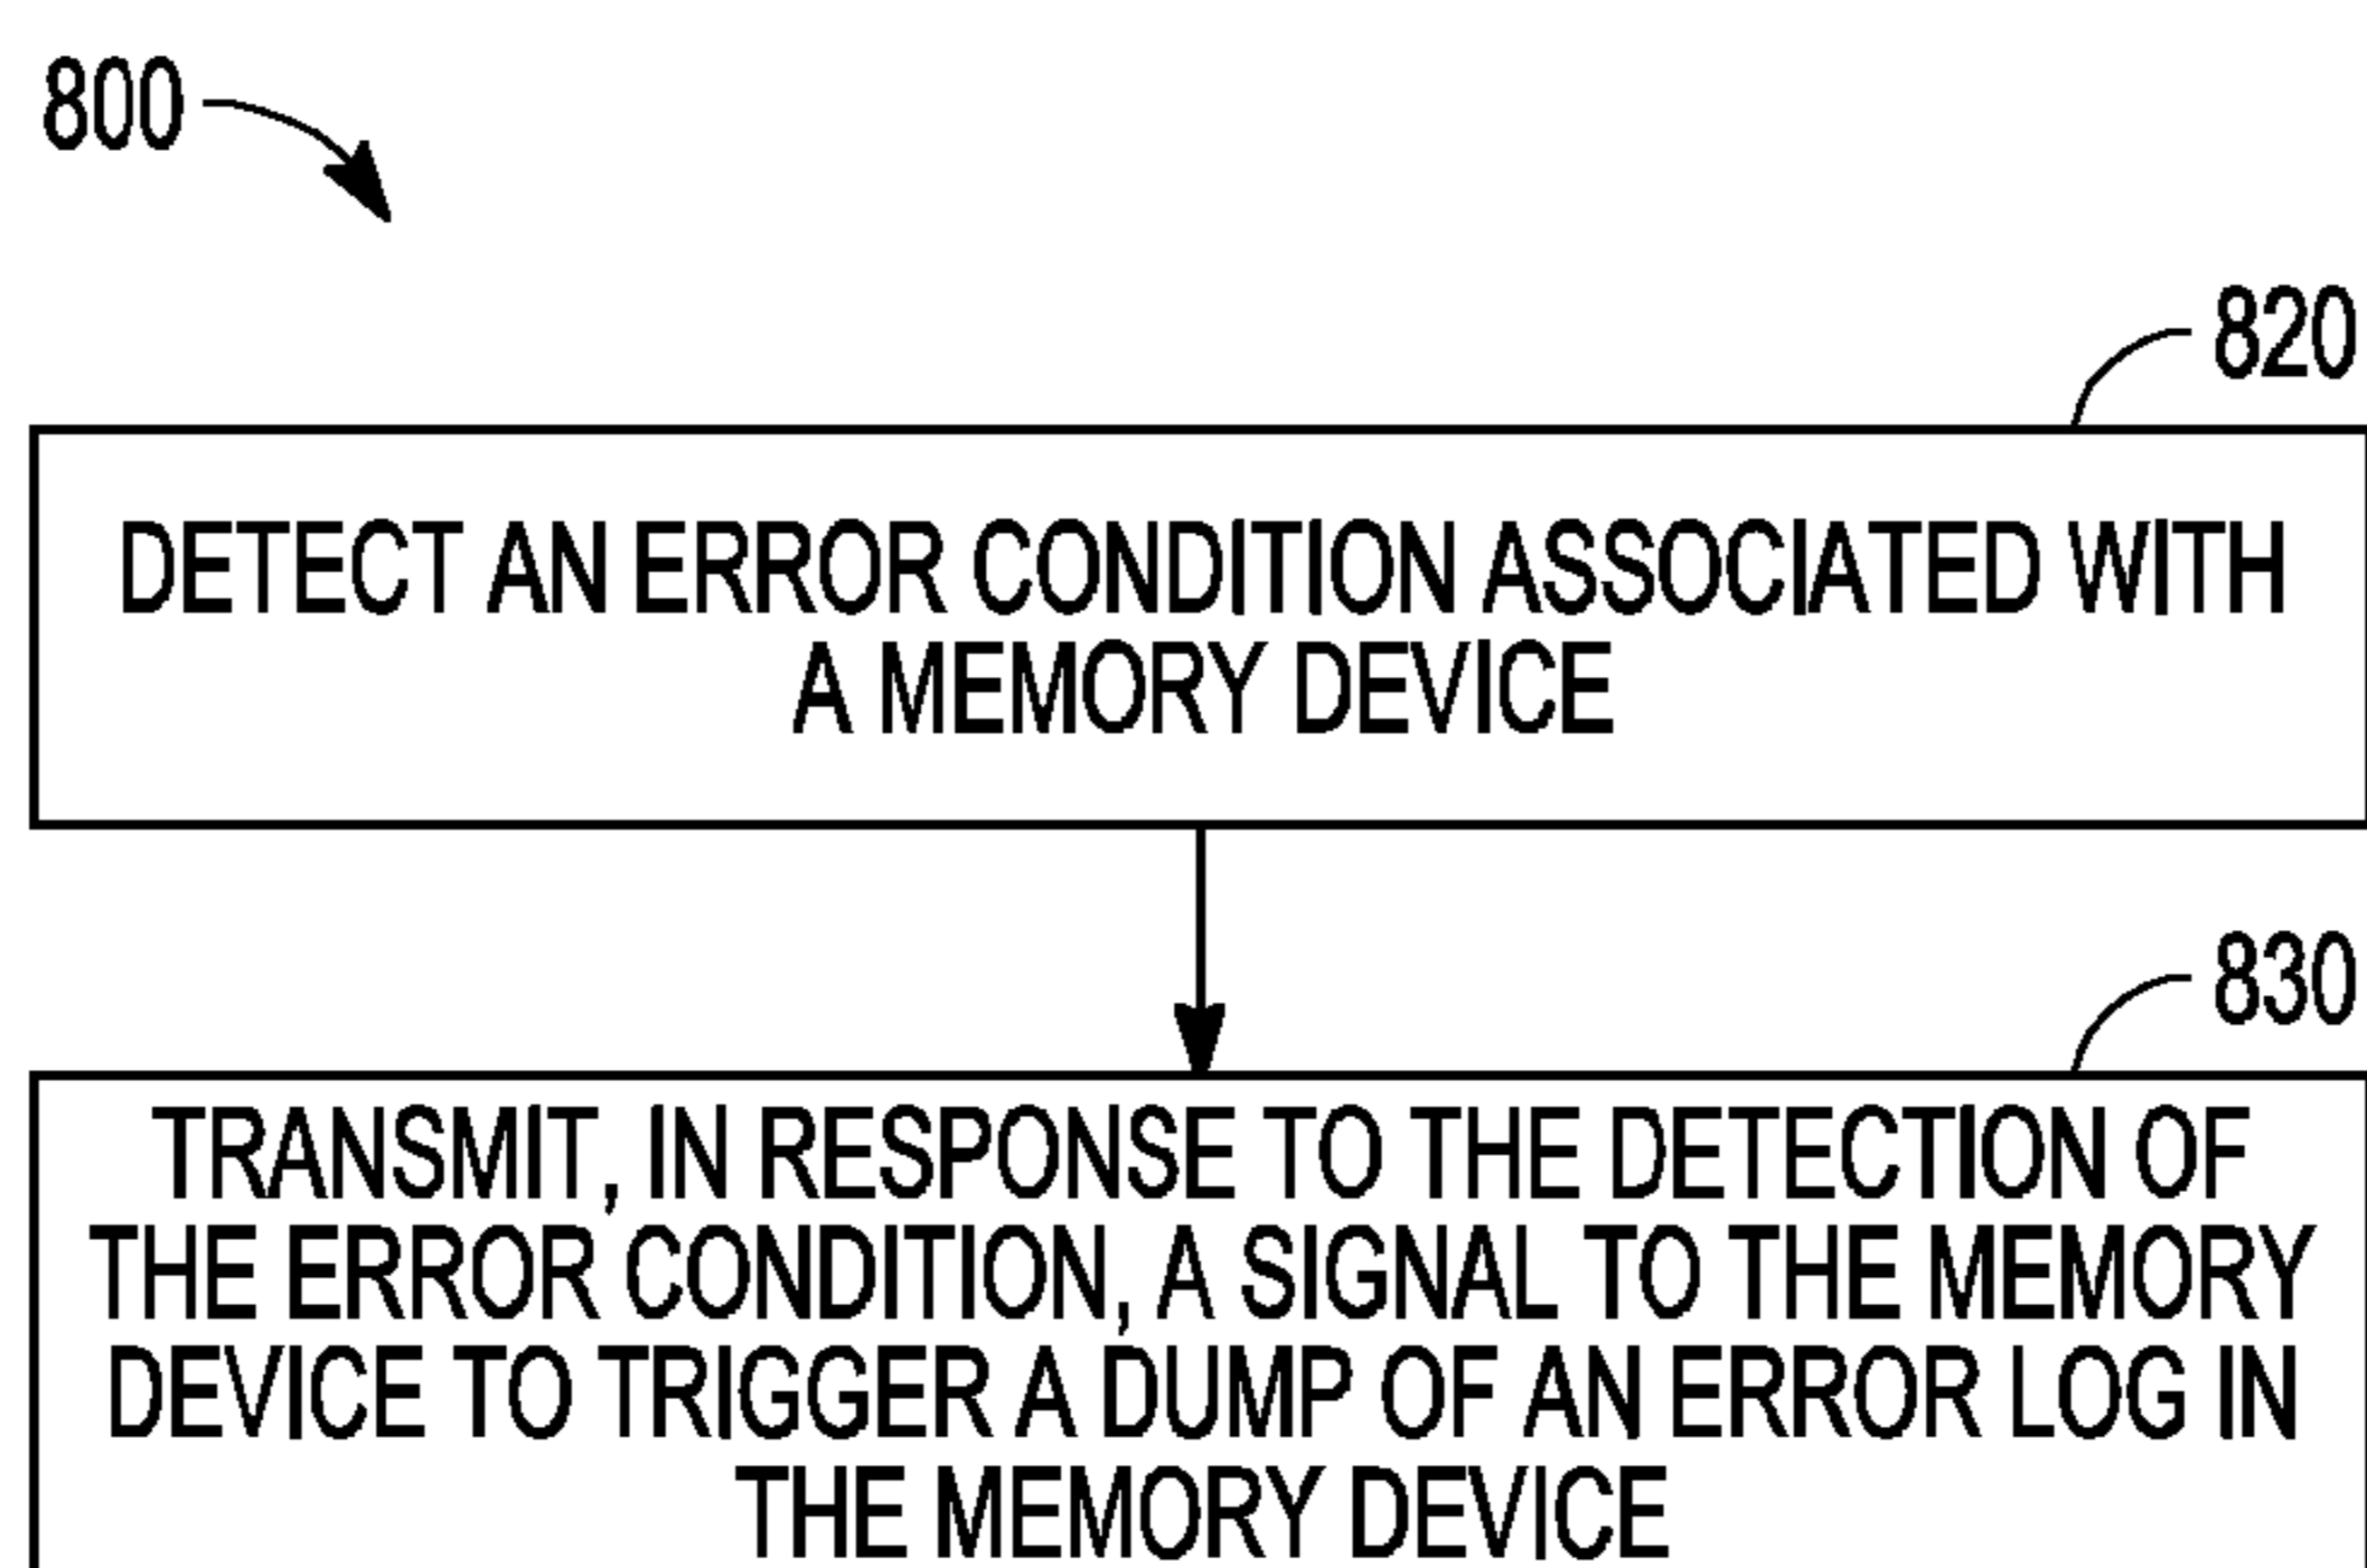 800
820
DETECT AN ERROR CONDITION ASSOCIATED WITH
A MEMORY DEVICE
830
TRANSMIT, IN RESPONSE TO THE DETECTION OF
THE ERROR CONDITION, A SIGNAL TO THE MEMORY
DEVICE TO TRIGGER A DUMP OF AN ERROR LOG IN
THE MEMORY DEVICE